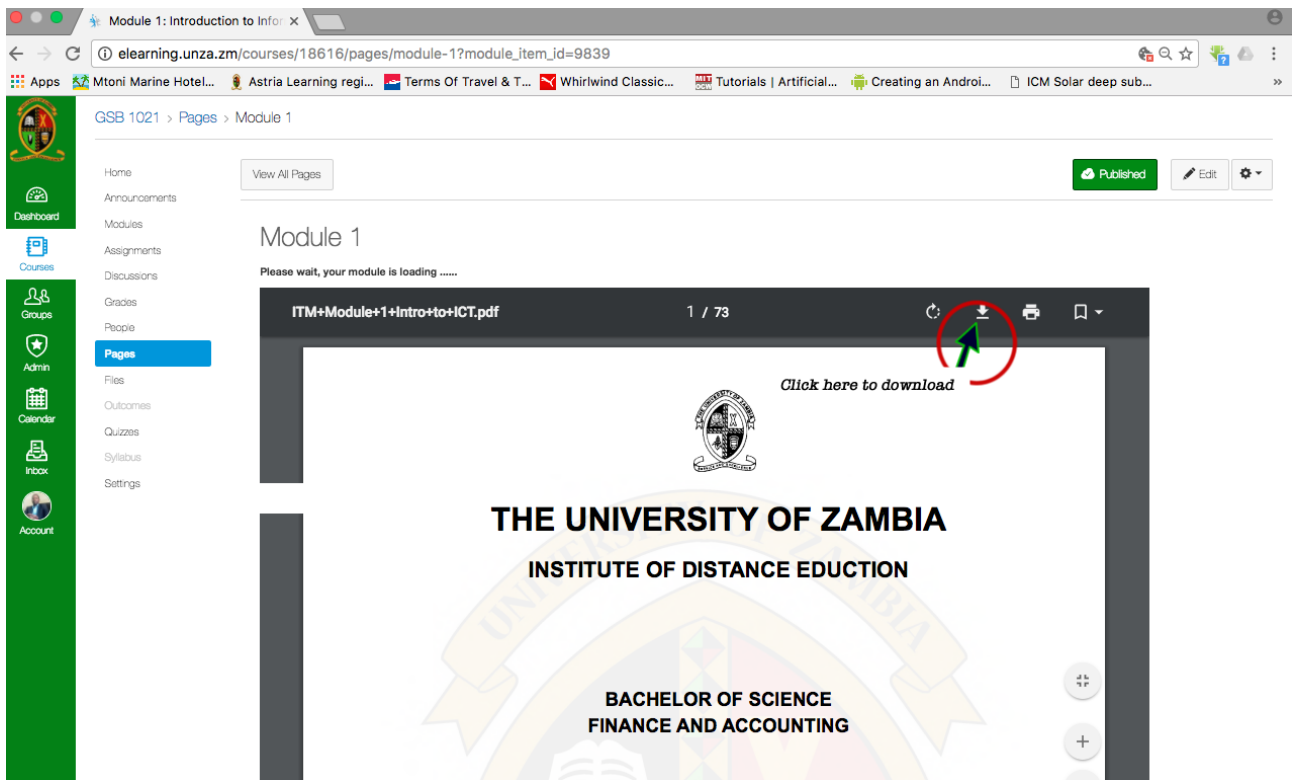 Module 1: Introduction to Infor
elearning.unza.zm/courses/18616/pages/module-1?module_item_id=9839
Apps Mtoni Marine Hotel... Astria Learning regi... Terms Of Travel & T... Whirlwind Classic... Tutorials | Artificial... Creating an Androi... ICM Solar deep sub... »
GSB 1021 > Pages > Module 1
Dashboard
Courses
Groups
Admin
Calendar
Inbox
Account
Home
Announcements
Modules
Assignments
Discussions
Grades
People
Pages
Files
Outcomes
Quizzes
Syllabus
Settings
View All Pages
Published
Edit
Module 1
Please wait, your module is loading ......
ITM+Module+1+Intro+to+ICT.pdf 1 / 73
Click here to download
THE UNIVERSITY OF ZAMBIA
INSTITUTE OF DISTANCE EDUCTION
BACHELOR OF SCIENCE
FINANCE AND ACCOUNTING